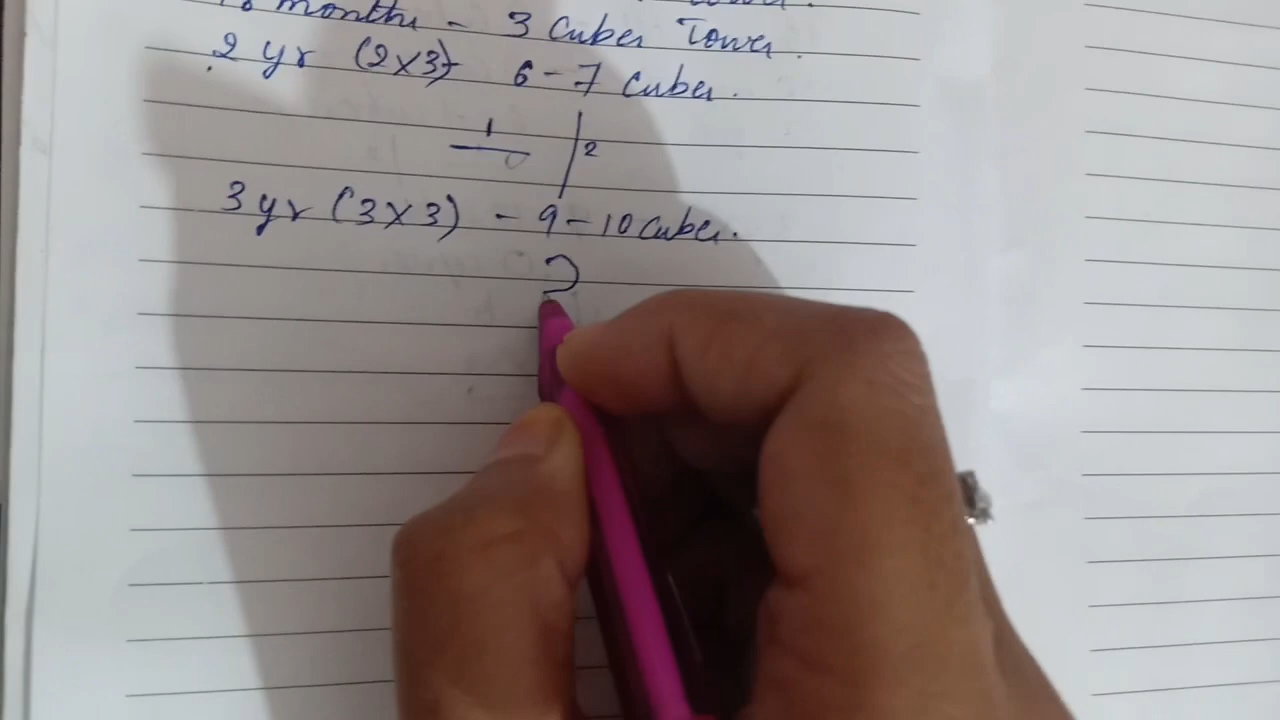 months - 3 Cubes Tower.
2 yr (2x3) - 6-7 Cubes.
1 2
3 yr (3x3) - 9-10 Cubes.